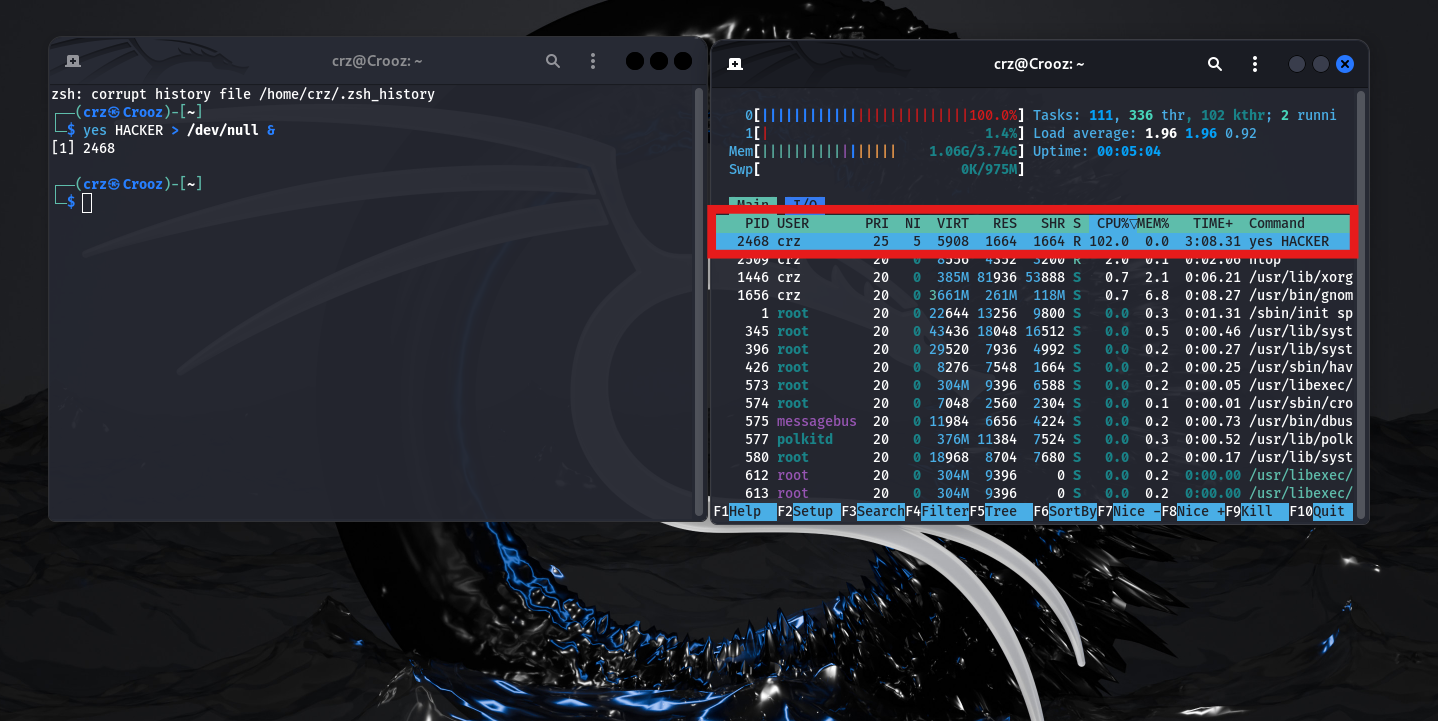 crz@Crooz: ~
zsh: corrupt history file /home/crz/.zsh_history
┌──(crz㉿Crooz)-[~]
└─$ yes HACKER > /dev/null &
[1] 2468
┌──(crz㉿Crooz)-[~]
└─$
crz@Crooz: ~
0[||||||||||||||||||||||||||100.0%] Tasks: 111, 336 thr, 102 kthr; 2 runni
1[| 1.4%] Load average: 1.96 1.96 0.92
Mem[||||||||||||||||| 1.06G/3.74G] Uptime: 00:05:04
Swp[ 0K/975M]
Main I/O
PID USER PRI NI VIRT RES SHR S CPU%▽MEM% TIME+ Command
2468 crz 25 5 5908 1664 1664 R 102.0 0.0 3:08.31 yes HACKER
2509 crz 20 0 8556 4352 3200 R 2.0 0.1 0:02.06 htop
1446 crz 20 0 385M 81936 53888 S 0.7 2.1 0:06.21 /usr/lib/xorg
1656 crz 20 0 3661M 261M 118M S 0.7 6.8 0:08.27 /usr/bin/gnom
1 root 20 0 22644 13256 9800 S 0.0 0.3 0:01.31 /sbin/init sp
345 root 20 0 43436 18048 16512 S 0.0 0.5 0:00.46 /usr/lib/syst
396 root 20 0 29520 7936 4992 S 0.0 0.2 0:00.27 /usr/lib/syst
426 root 20 0 8276 7548 1664 S 0.0 0.2 0:00.25 /usr/sbin/hav
573 root 20 0 304M 9396 6588 S 0.0 0.2 0:00.05 /usr/libexec/
574 root 20 0 7048 2560 2304 S 0.0 0.1 0:00.01 /usr/sbin/cro
575 messagebus 20 0 11984 6656 4224 S 0.0 0.2 0:00.73 /usr/bin/dbus
577 polkitd 20 0 376M 11384 7524 S 0.0 0.3 0:00.52 /usr/lib/polk
580 root 20 0 18968 8704 7680 S 0.0 0.2 0:00.17 /usr/lib/syst
612 root 20 0 304M 9396 0 S 0.0 0.2 0:00.00 /usr/libexec/
613 root 20 0 304M 9396 0 S 0.0 0.2 0:00.00 /usr/libexec/
F1Help F2Setup F3SearchF4FilterF5Tree F6SortByF7Nice -F8Nice +F9Kill F10Quit